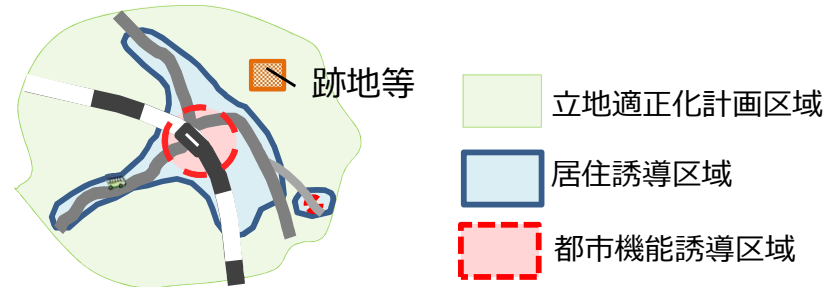 跡地等
立地適正化計画区域
居住誘導区域
都市機能誘導区域